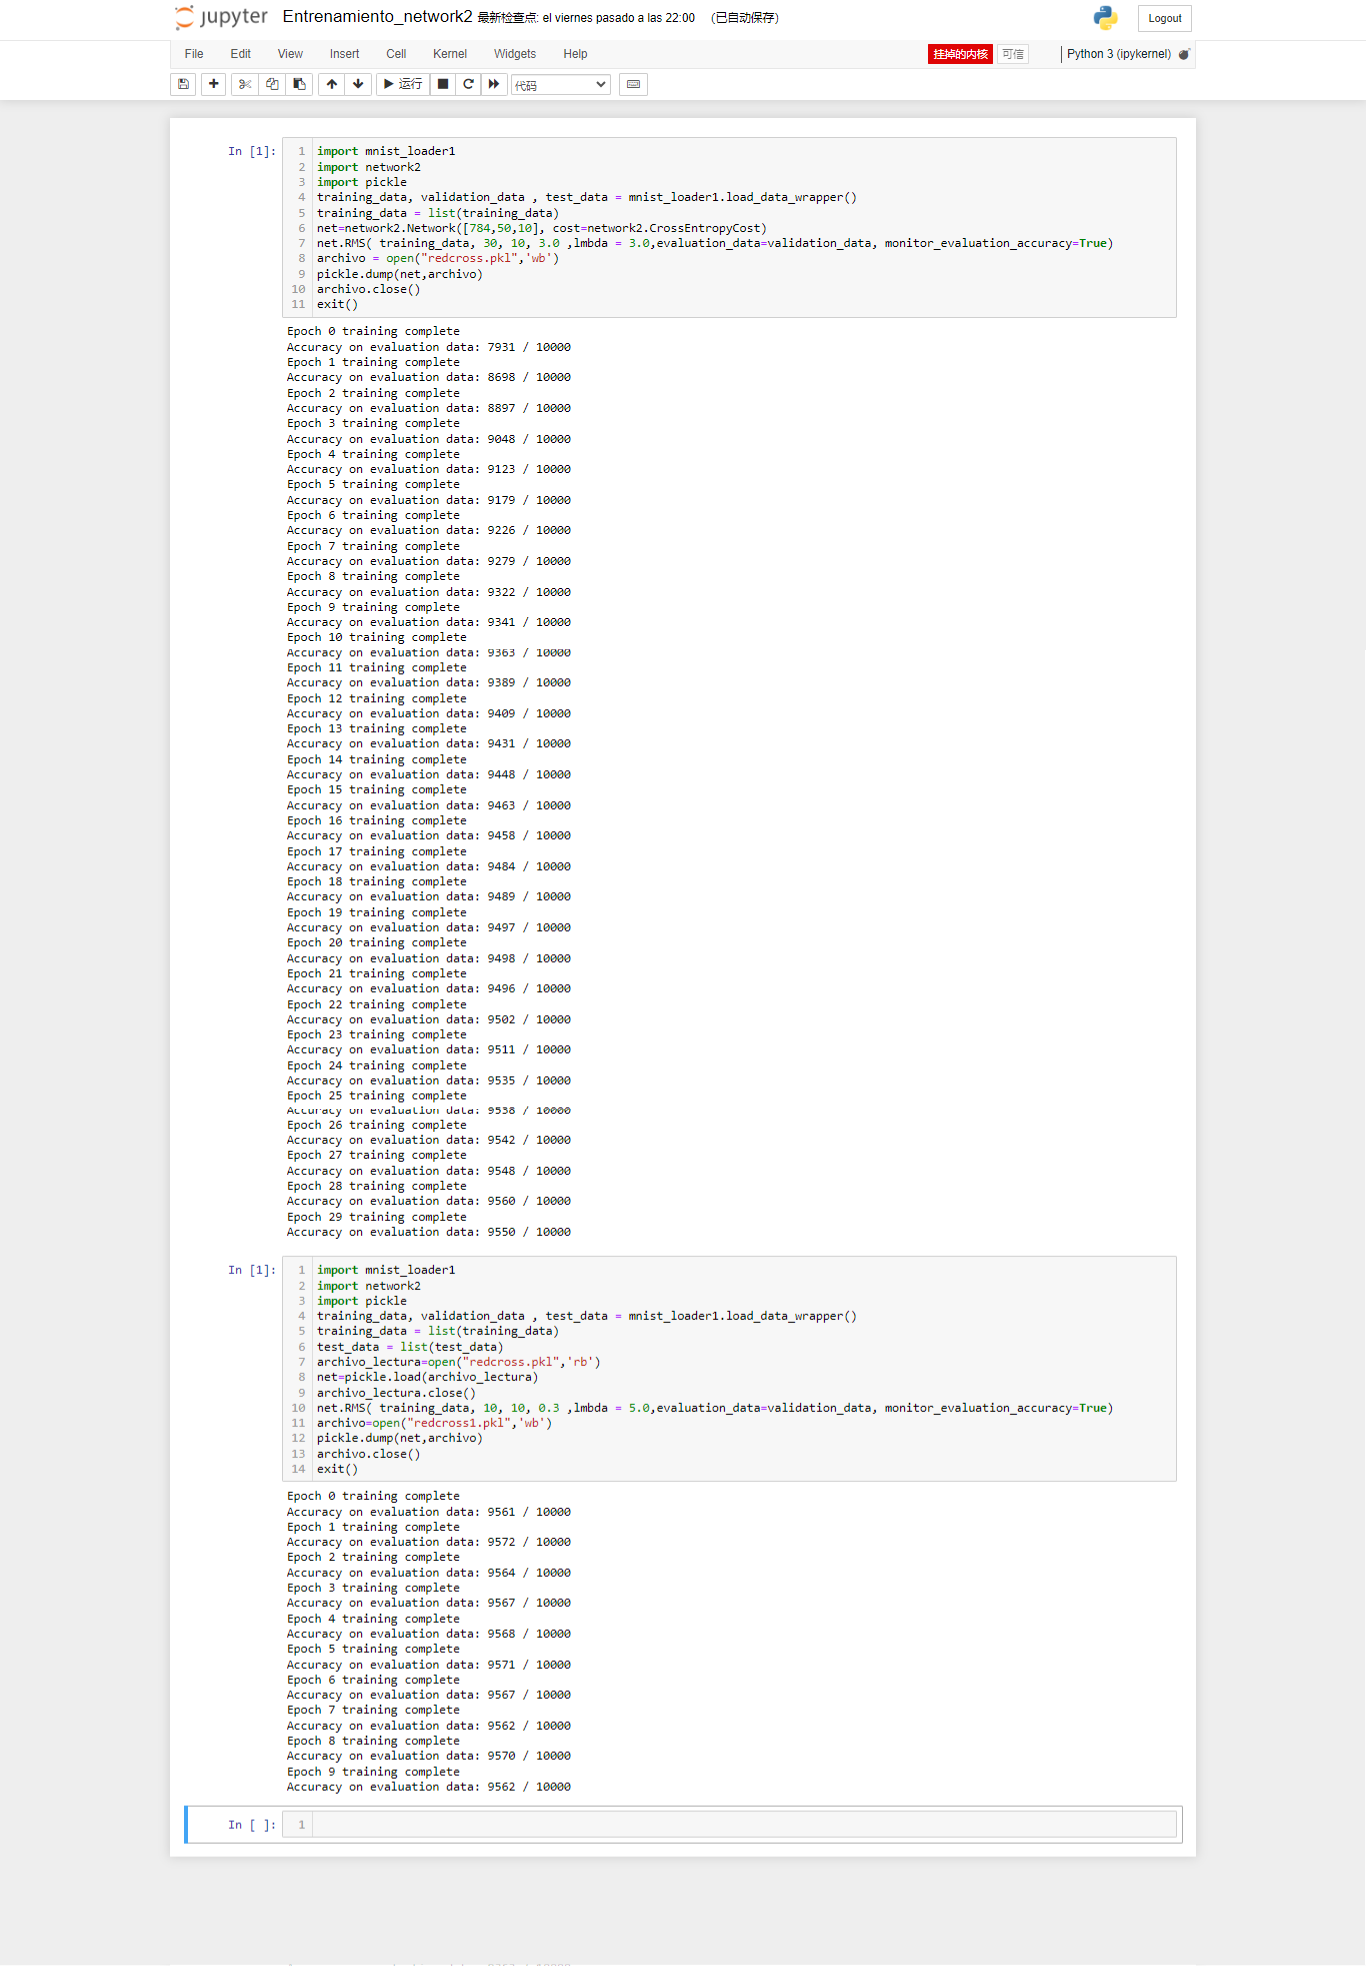 jupyter Entrenamiento_network2 最新检查点: el viernes pasado a las 22:00 (已自动保存) Logout
File Edit View Insert Cell Kernel Widgets Help 挂掉的内核 可信 Python 3 (ipykernel)
运行 代码
In [1]:
1 import mnist_loader1
2 import network2
3 import pickle
4 training_data, validation_data , test_data = mnist_loader1.load_data_wrapper()
5 training_data = list(training_data)
6 net=network2.Network([784,50,10], cost=network2.CrossEntropyCost)
7 net.RMS( training_data, 30, 10, 3.0 ,lmbda = 3.0,evaluation_data=validation_data, monitor_evaluation_accuracy=True)
8 archivo = open("redcross.pkl",'wb')
9 pickle.dump(net,archivo)
10 archivo.close()
11 exit()
Epoch 0 training complete
Accuracy on evaluation data: 7931 / 10000
Epoch 1 training complete
Accuracy on evaluation data: 8698 / 10000
Epoch 2 training complete
Accuracy on evaluation data: 8897 / 10000
Epoch 3 training complete
Accuracy on evaluation data: 9048 / 10000
Epoch 4 training complete
Accuracy on evaluation data: 9123 / 10000
Epoch 5 training complete
Accuracy on evaluation data: 9179 / 10000
Epoch 6 training complete
Accuracy on evaluation data: 9226 / 10000
Epoch 7 training complete
Accuracy on evaluation data: 9279 / 10000
Epoch 8 training complete
Accuracy on evaluation data: 9322 / 10000
Epoch 9 training complete
Accuracy on evaluation data: 9341 / 10000
Epoch 10 training complete
Accuracy on evaluation data: 9363 / 10000
Epoch 11 training complete
Accuracy on evaluation data: 9389 / 10000
Epoch 12 training complete
Accuracy on evaluation data: 9409 / 10000
Epoch 13 training complete
Accuracy on evaluation data: 9431 / 10000
Epoch 14 training complete
Accuracy on evaluation data: 9448 / 10000
Epoch 15 training complete
Accuracy on evaluation data: 9463 / 10000
Epoch 16 training complete
Accuracy on evaluation data: 9458 / 10000
Epoch 17 training complete
Accuracy on evaluation data: 9484 / 10000
Epoch 18 training complete
Accuracy on evaluation data: 9489 / 10000
Epoch 19 training complete
Accuracy on evaluation data: 9497 / 10000
Epoch 20 training complete
Accuracy on evaluation data: 9498 / 10000
Epoch 21 training complete
Accuracy on evaluation data: 9496 / 10000
Epoch 22 training complete
Accuracy on evaluation data: 9502 / 10000
Epoch 23 training complete
Accuracy on evaluation data: 9511 / 10000
Epoch 24 training complete
Accuracy on evaluation data: 9535 / 10000
Epoch 25 training complete
Accuracy on evaluation data: 9538 / 10000
Epoch 26 training complete
Accuracy on evaluation data: 9542 / 10000
Epoch 27 training complete
Accuracy on evaluation data: 9548 / 10000
Epoch 28 training complete
Accuracy on evaluation data: 9560 / 10000
Epoch 29 training complete
Accuracy on evaluation data: 9550 / 10000
In [1]:
1 import mnist_loader1
2 import network2
3 import pickle
4 training_data, validation_data , test_data = mnist_loader1.load_data_wrapper()
5 training_data = list(training_data)
6 test_data = list(test_data)
7 archivo_lectura=open("redcross.pkl",'rb')
8 net=pickle.load(archivo_lectura)
9 archivo_lectura.close()
10 net.RMS( training_data, 10, 10, 0.3 ,lmbda = 5.0,evaluation_data=validation_data, monitor_evaluation_accuracy=True)
11 archivo=open("redcross1.pkl",'wb')
12 pickle.dump(net,archivo)
13 archivo.close()
14 exit()
Epoch 0 training complete
Accuracy on evaluation data: 9561 / 10000
Epoch 1 training complete
Accuracy on evaluation data: 9572 / 10000
Epoch 2 training complete
Accuracy on evaluation data: 9564 / 10000
Epoch 3 training complete
Accuracy on evaluation data: 9567 / 10000
Epoch 4 training complete
Accuracy on evaluation data: 9568 / 10000
Epoch 5 training complete
Accuracy on evaluation data: 9571 / 10000
Epoch 6 training complete
Accuracy on evaluation data: 9567 / 10000
Epoch 7 training complete
Accuracy on evaluation data: 9562 / 10000
Epoch 8 training complete
Accuracy on evaluation data: 9570 / 10000
Epoch 9 training complete
Accuracy on evaluation data: 9562 / 10000
In [ ]:
1